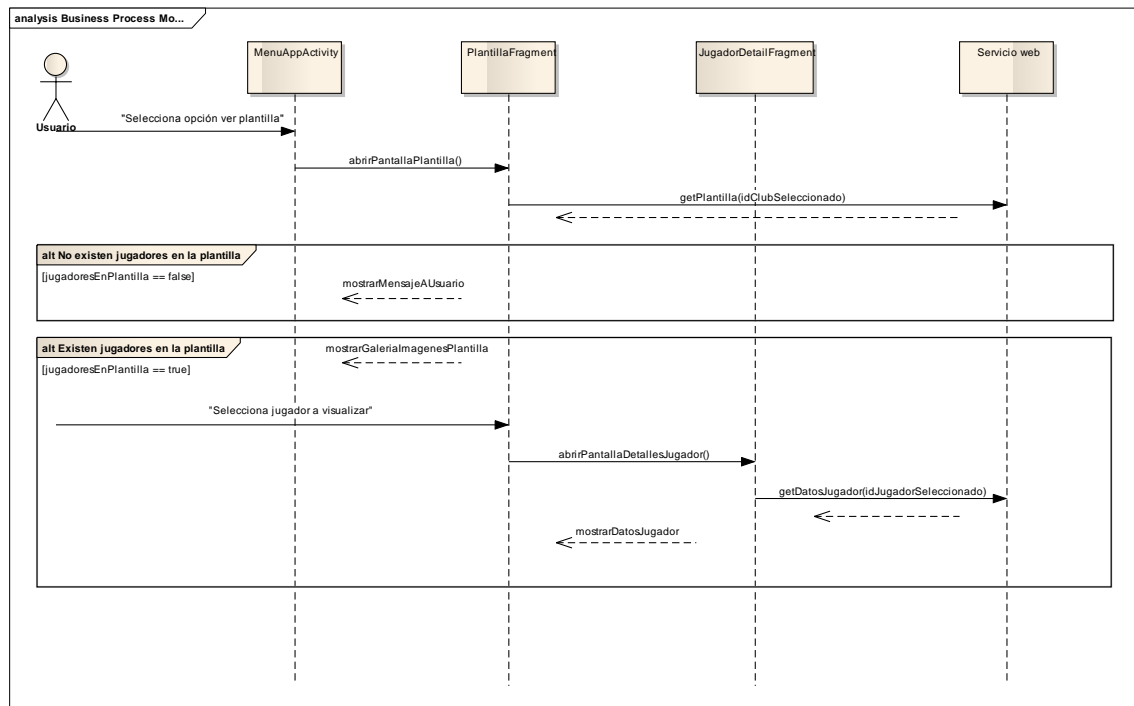 analysis Business Process Mo...
MenuAppActivity
PlantillaFragment
JugadorDetailFragment
Servicio web
Usuario
"Selecciona opción ver plantilla"
abrirPantallaPlantilla()
getPlantilla(idClubSeleccionado)
alt No existen jugadores en la plantilla
[jugadoresEnPlantilla == false]
mostrarMensajeAUsuario
alt Existen jugadores en la plantilla
mostrarGaleriaImagenesPlantilla
[jugadoresEnPlantilla == true]
"Selecciona jugador a visualizar"
abrirPantallaDetallesJugador()
getDatosJugador(idJugadorSeleccionado)
mostrarDatosJugador